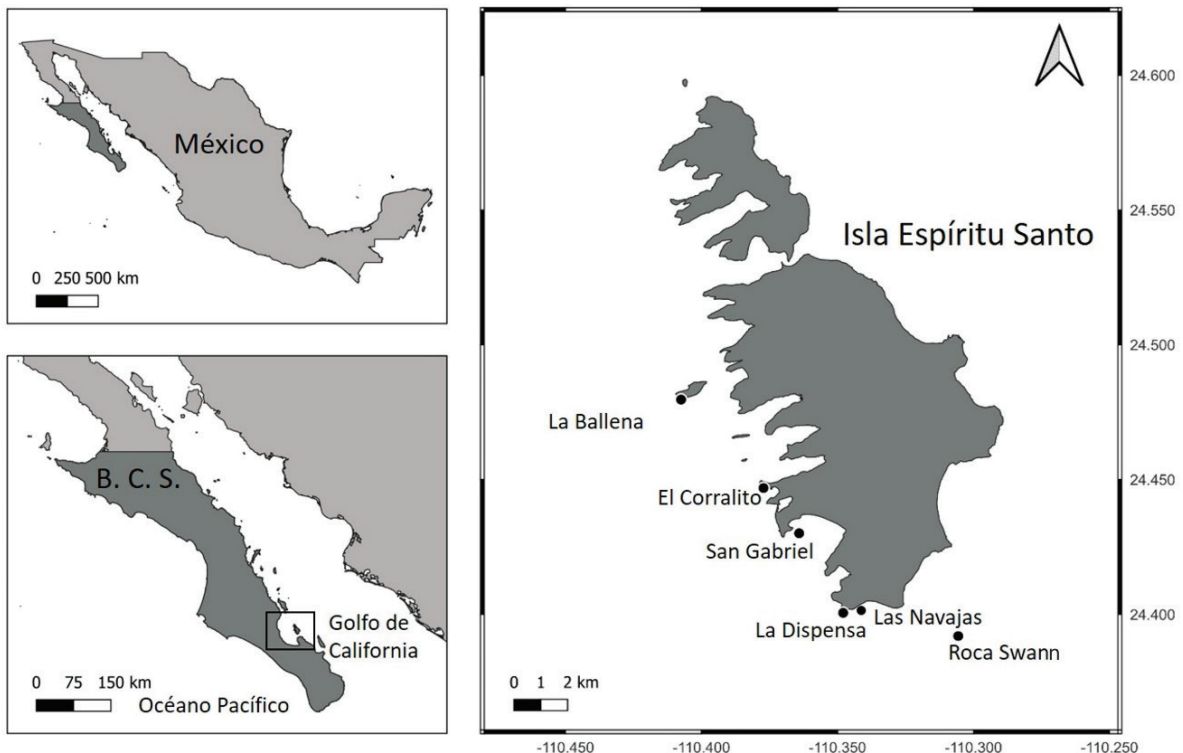 México
0 250 500 km
B. C. S.
Golfo de
California
0 75 150 km
Océano Pacífico
Isla Espíritu Santo
La Ballena
El Corralito
San Gabriel
La Dispensa
Las Navajas
Roca Swann
0 1 2 km
24.600
24.550
24.500
24.450
24.400
-110.450
-110.400
-110.350
-110.300
-110.250